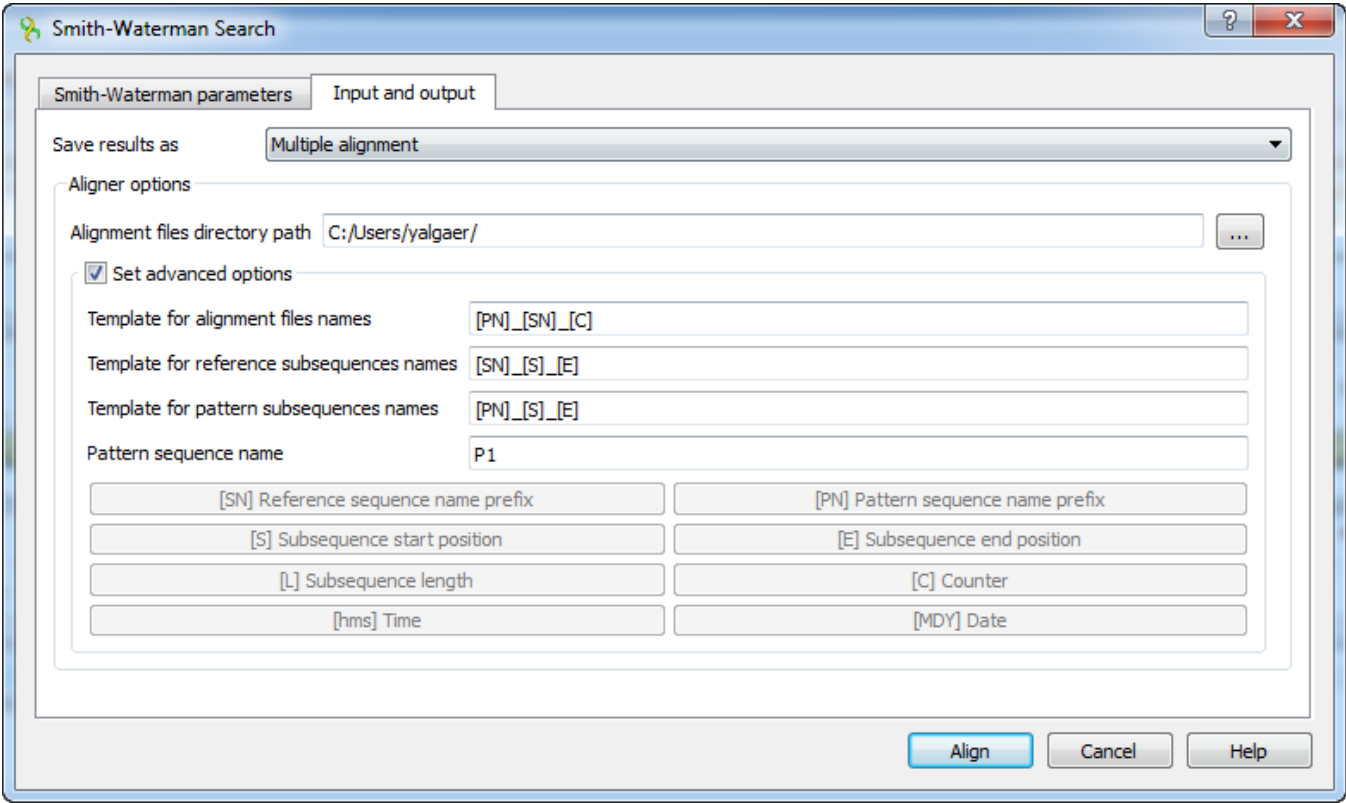 Smith-Waterman Search
?
X
Smith-Waterman parameters Input and output
Save results as Multiple alignment
Aligner options
Alignment files directory path C:/Users/yalgaer/ ...
Set advanced options
Template for alignment files names [PN]_[SN]_[C]
Template for reference subsequences names [SN]_[S]_[E]
Template for pattern subsequences names [PN]_[S]_[E]
Pattern sequence name P1
[SN] Reference sequence name prefix [PN] Pattern sequence name prefix
[S] Subsequence start position [E] Subsequence end position
[L] Subsequence length [C] Counter
[hms] Time [MDY] Date
Align Cancel Help